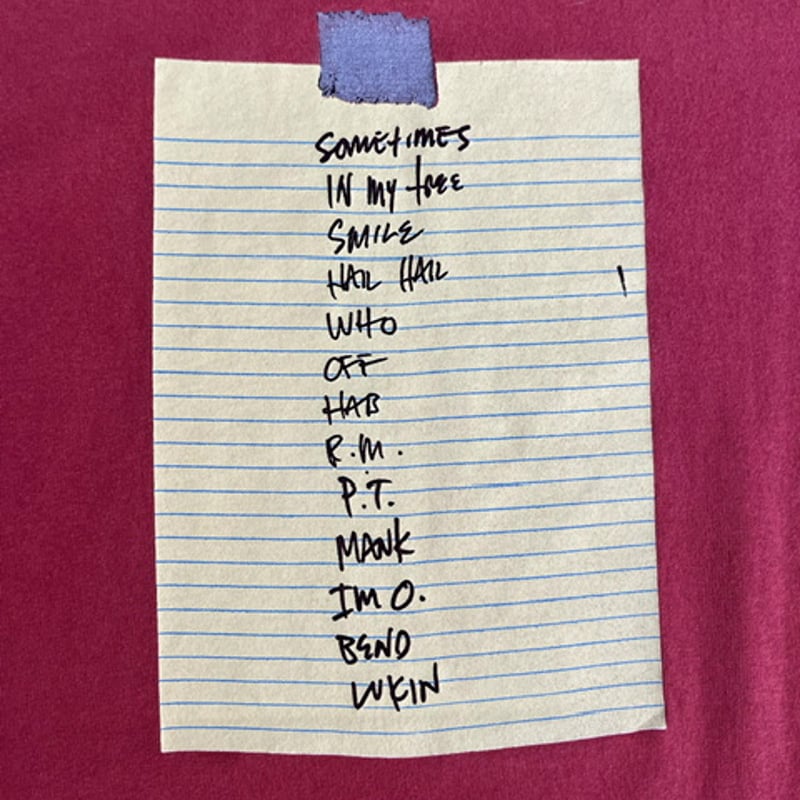 SOMETIMES
IN MY tREE
SMILE
HAIL HAIL
WHO
OFF
HAB
R.M.
P.T.
MANK
IM O.
BEND
LUKIN